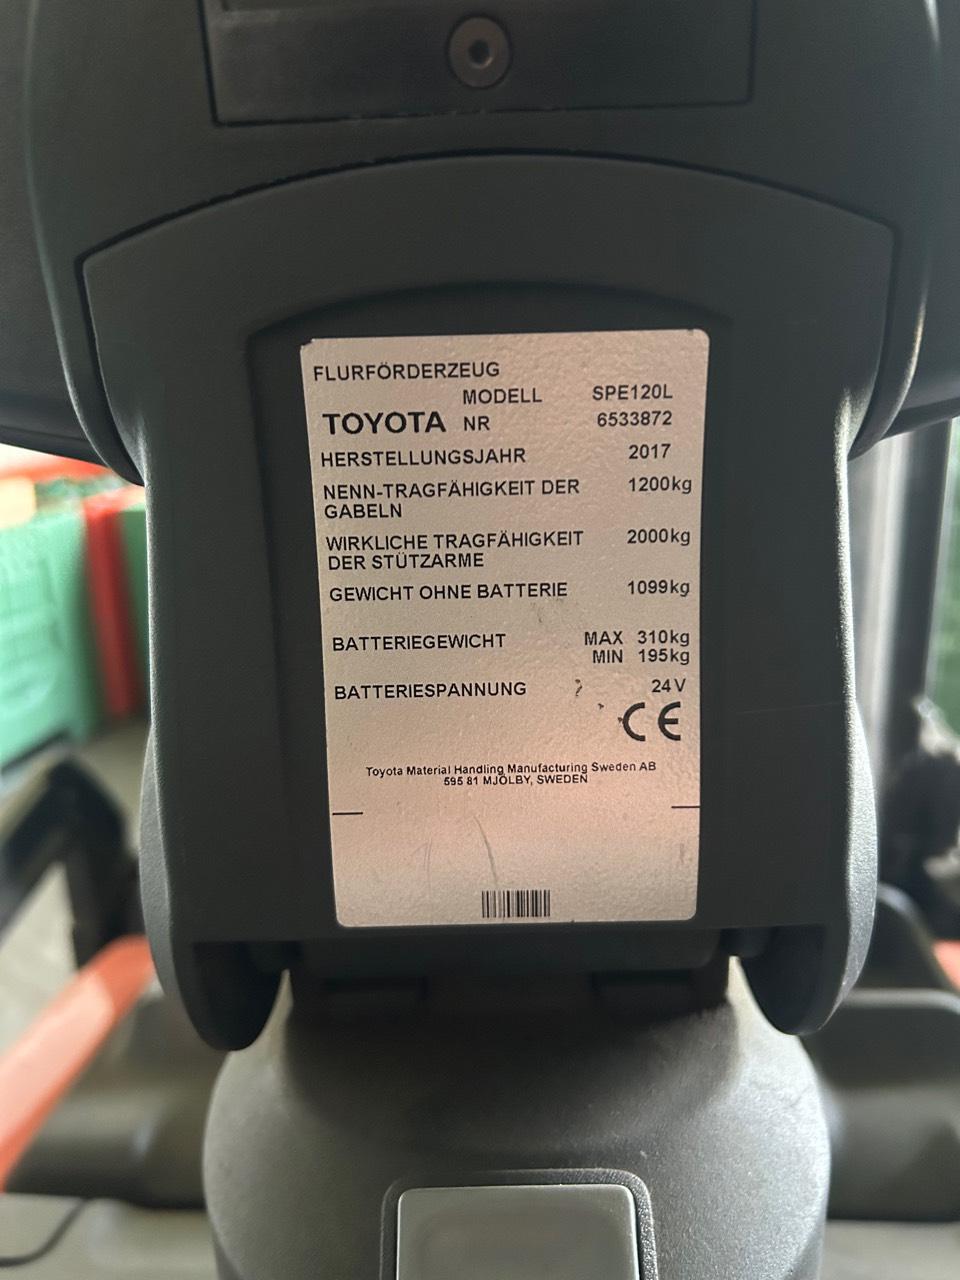 FLURFÖRDERZEUG
MODELL SPE120L
TOYOTA NR 6533872
HERSTELLUNGSJAHR 2017
NENN-TRAGFÄHIGKEIT DER 1200kg
GABELN
WIRKLICHE TRAGFÄHIGKEIT 2000kg
DER STÜTZARME
GEWICHT OHNE BATTERIE 1099kg
BATTERIEGEWICHT MAX 310kg
MIN 195kg
BATTERIESPANNUNG 24V
CE
Toyota Material Handling Manufacturing Sweden AB
595 81 MJÖLBY, SWEDEN